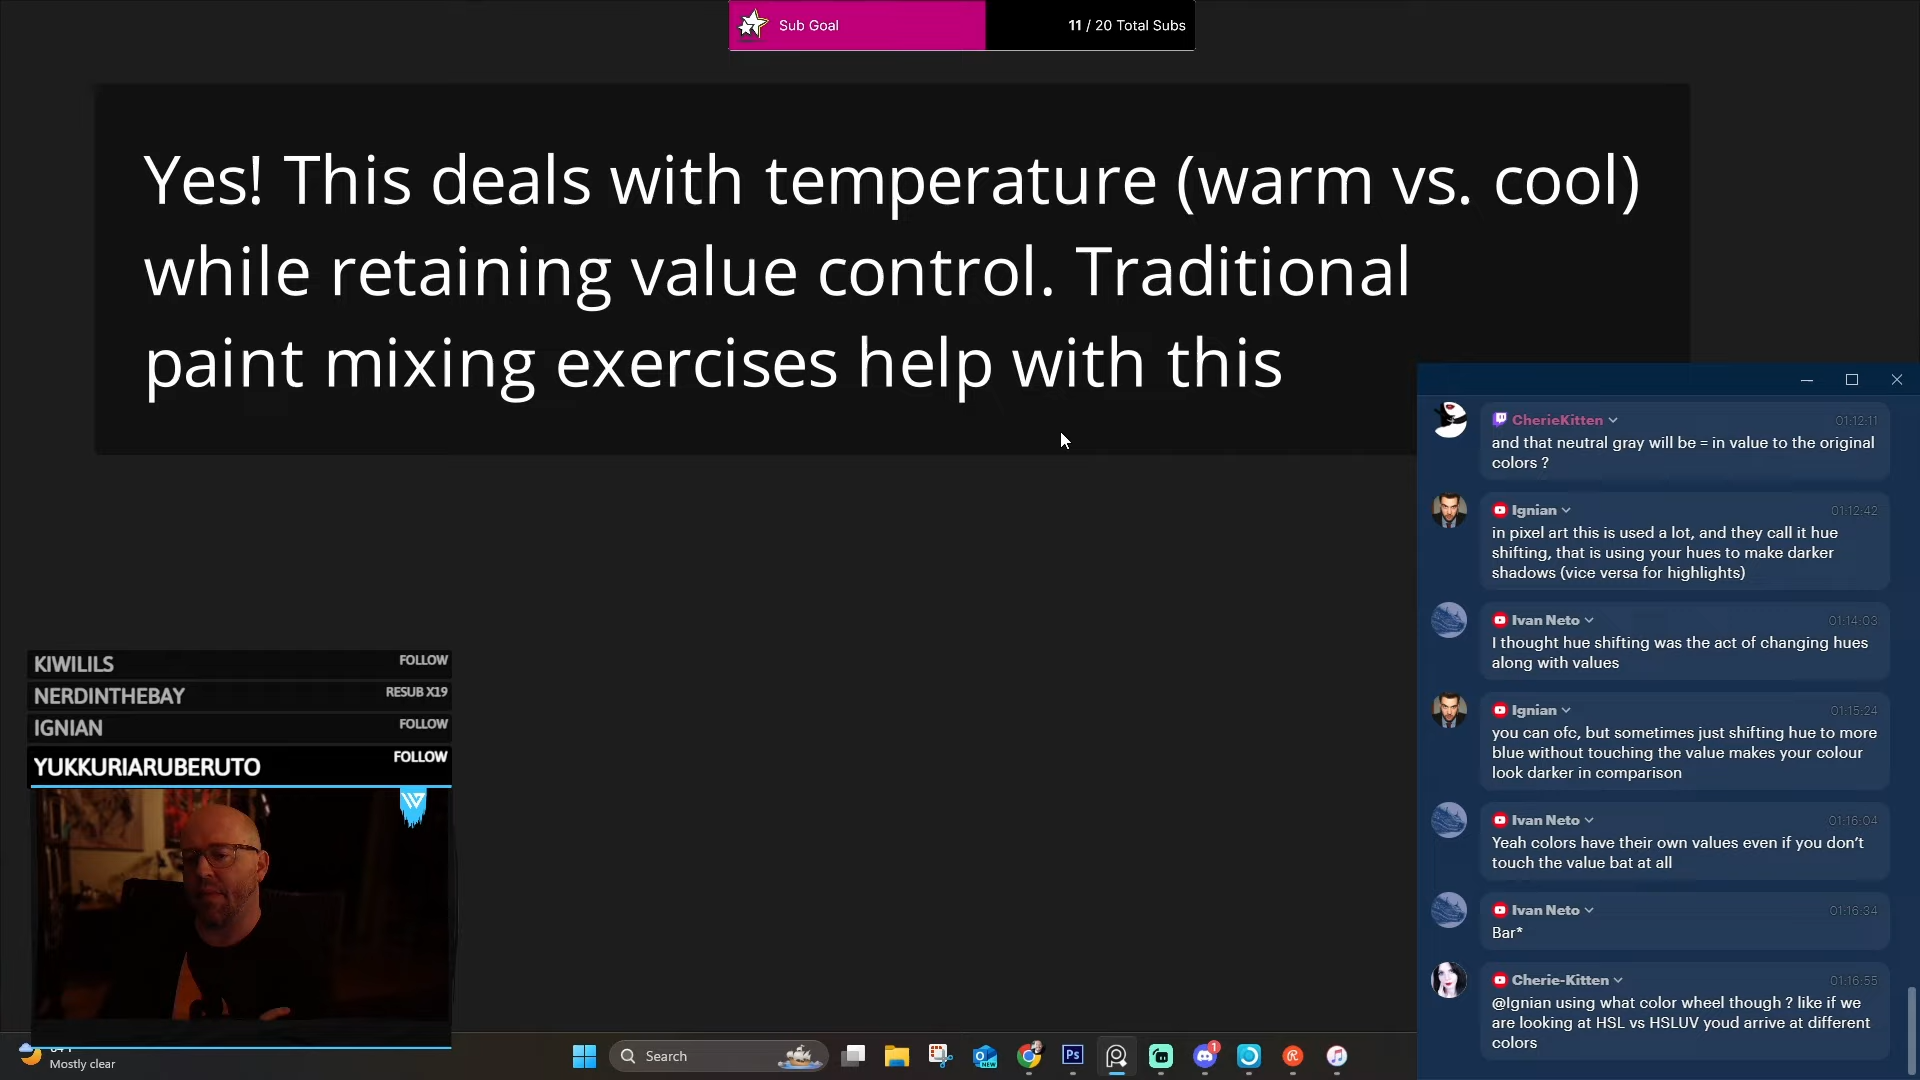 Sub Goal
11 / 20 Total Subs
Yes! This deals with temperature (warm vs. cool)
while retaining value control. Traditional
paint mixing exercises help with this
CherieKitten
01:12:11
and that neutral gray will be = in value to the original
colors ?
Ignian
01:12:42
in pixel art this is used a lot, and they call it hue
shifting, that is using your hues to make darker
shadows (vice versa for highlights)
Ivan Neto
01:14:03
I thought hue shifting was the act of changing hues
along with values
Ignian
01:15:24
you can ofc, but sometimes just shifting hue to more
blue without touching the value makes your colour
look darker in comparison
Ivan Neto
01:16:04
Yeah colors have their own values even if you don't
touch the value bat at all
Ivan Neto
01:16:34
Bar*
Cherie-Kitten
01:16:55
@Ignian using what color wheel though ? like if we
are looking at HSL vs HSLUV youd arrive at different
colors
KIWILILS FOLLOW
NERDINTHEBAY RESUB X19
IGNIAN FOLLOW
YUKKURIARUBERUTO FOLLOW
Mostly clear
Search
NEW
Ps
1